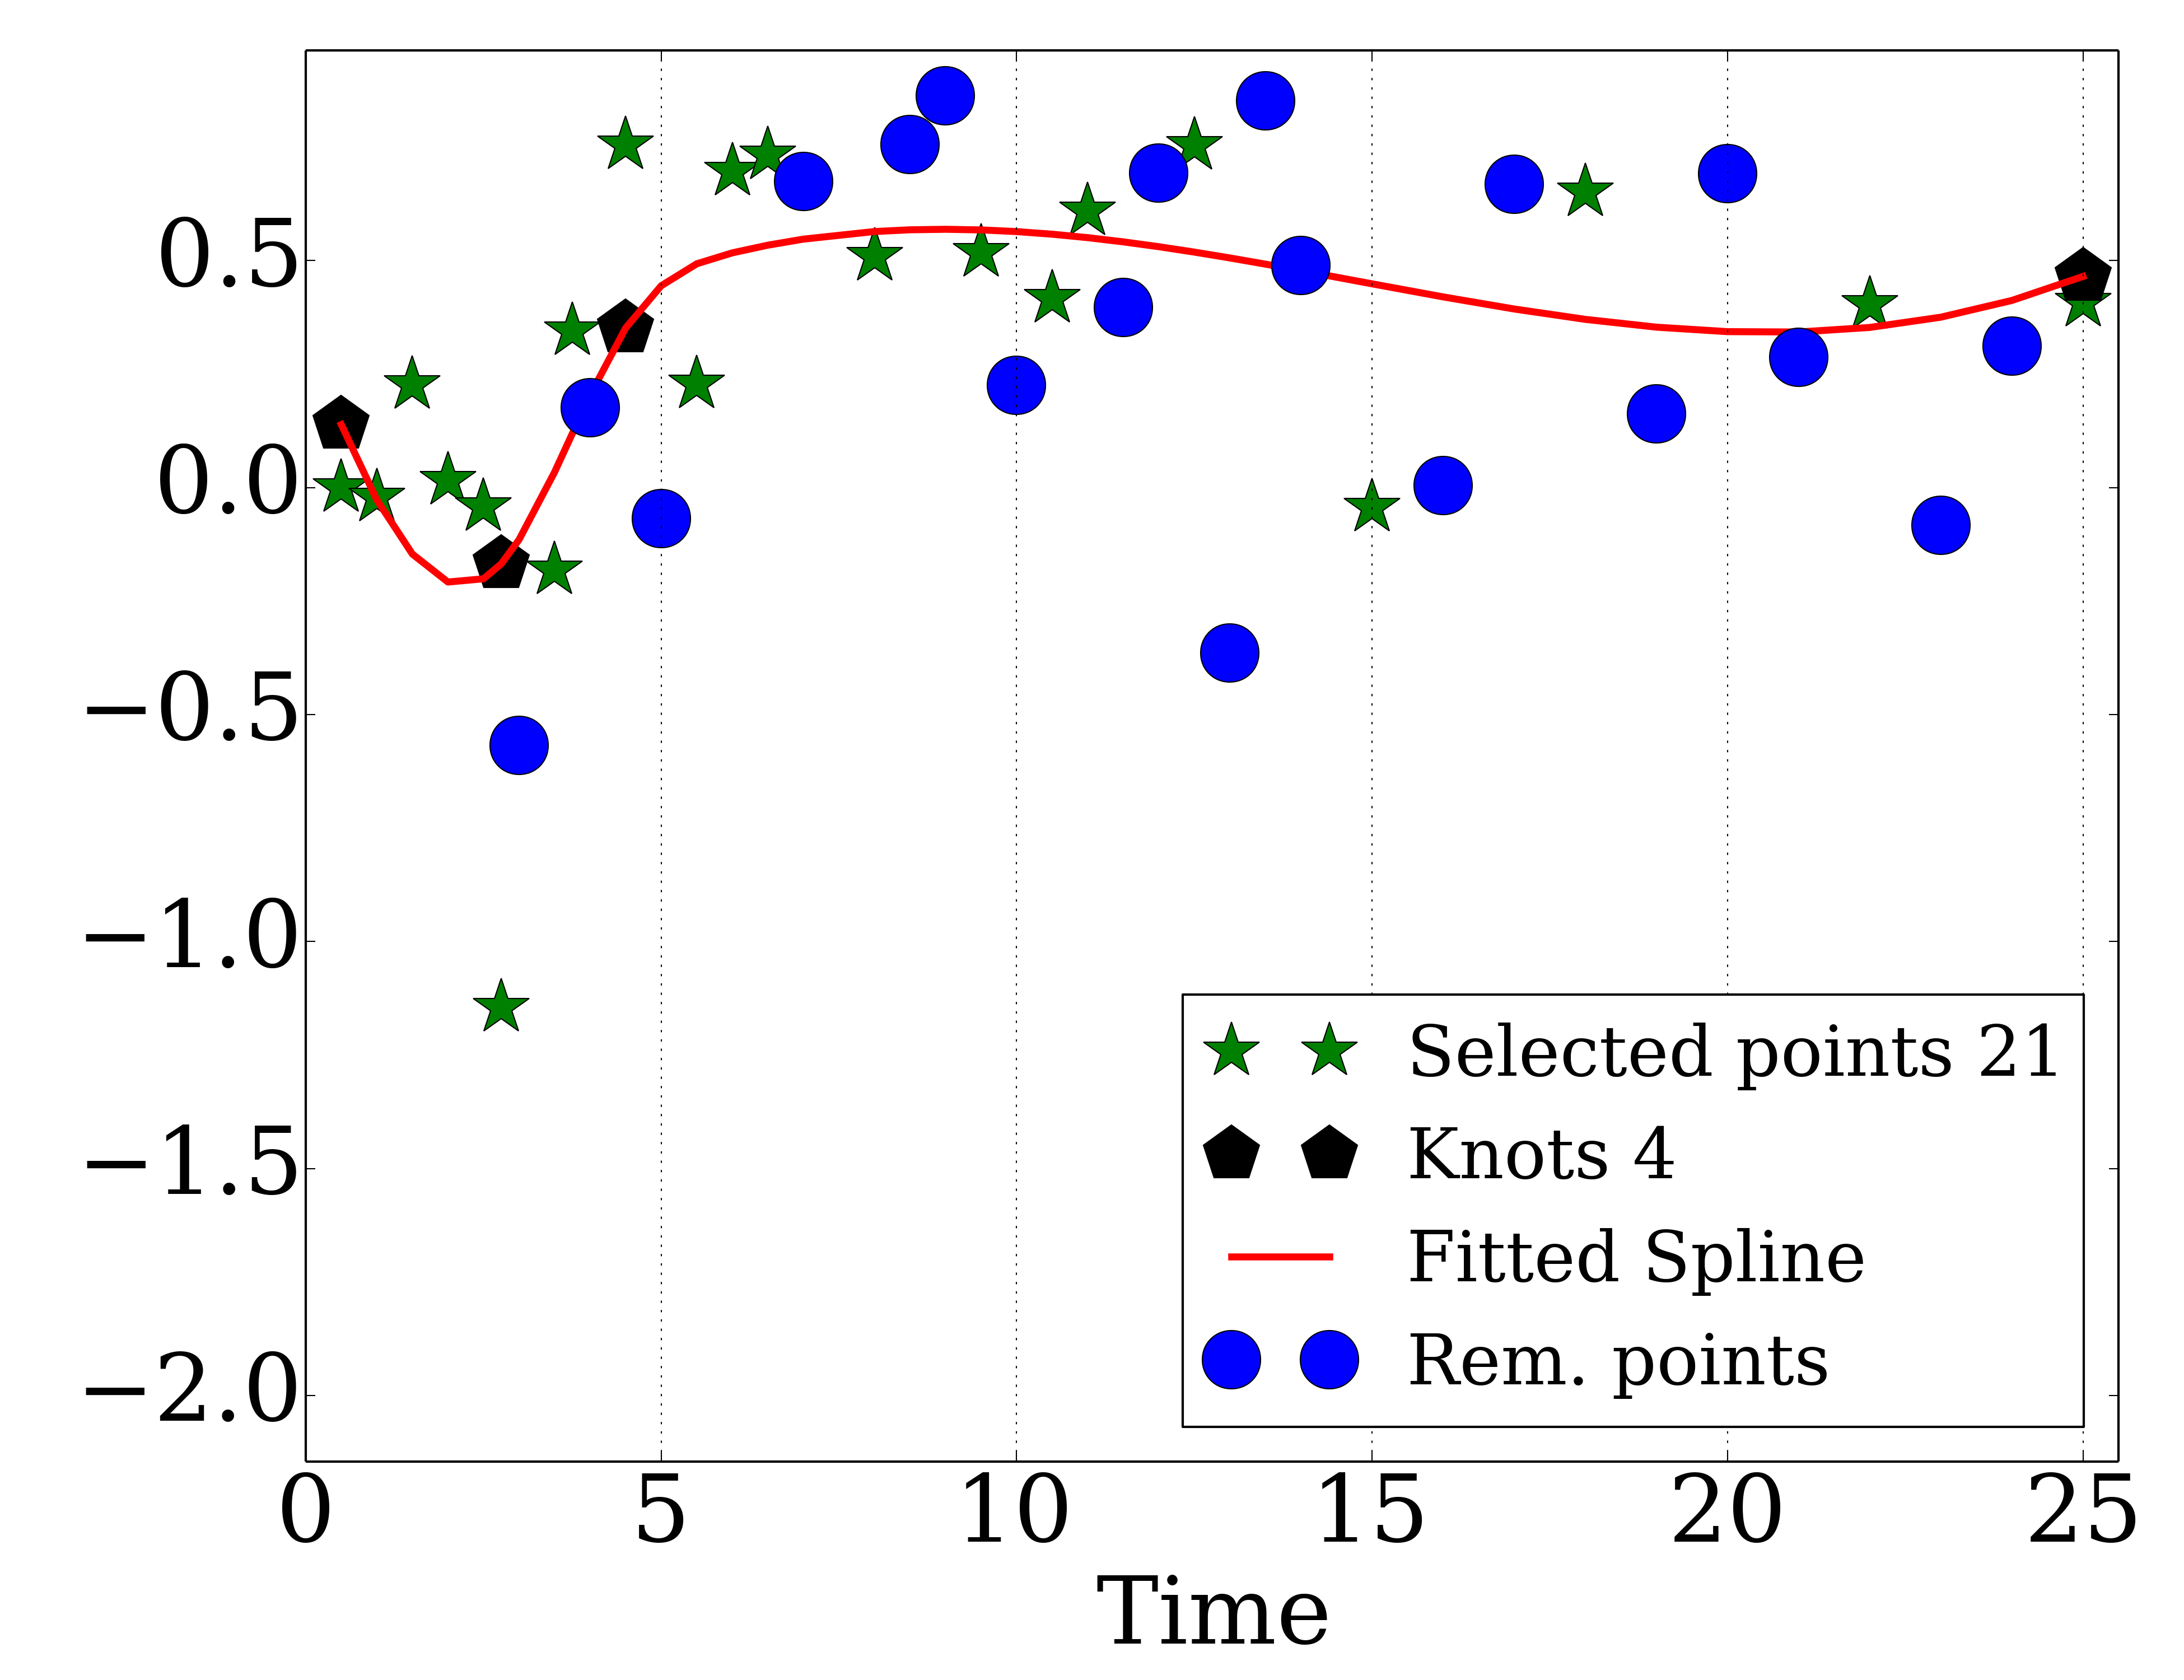 0.5
0.0
−0.5
−1.0
−1.5
−2.0
Selected points 21
Knots 4
Fitted Spline
Rem. points
0 5 10 15 20 25
Time